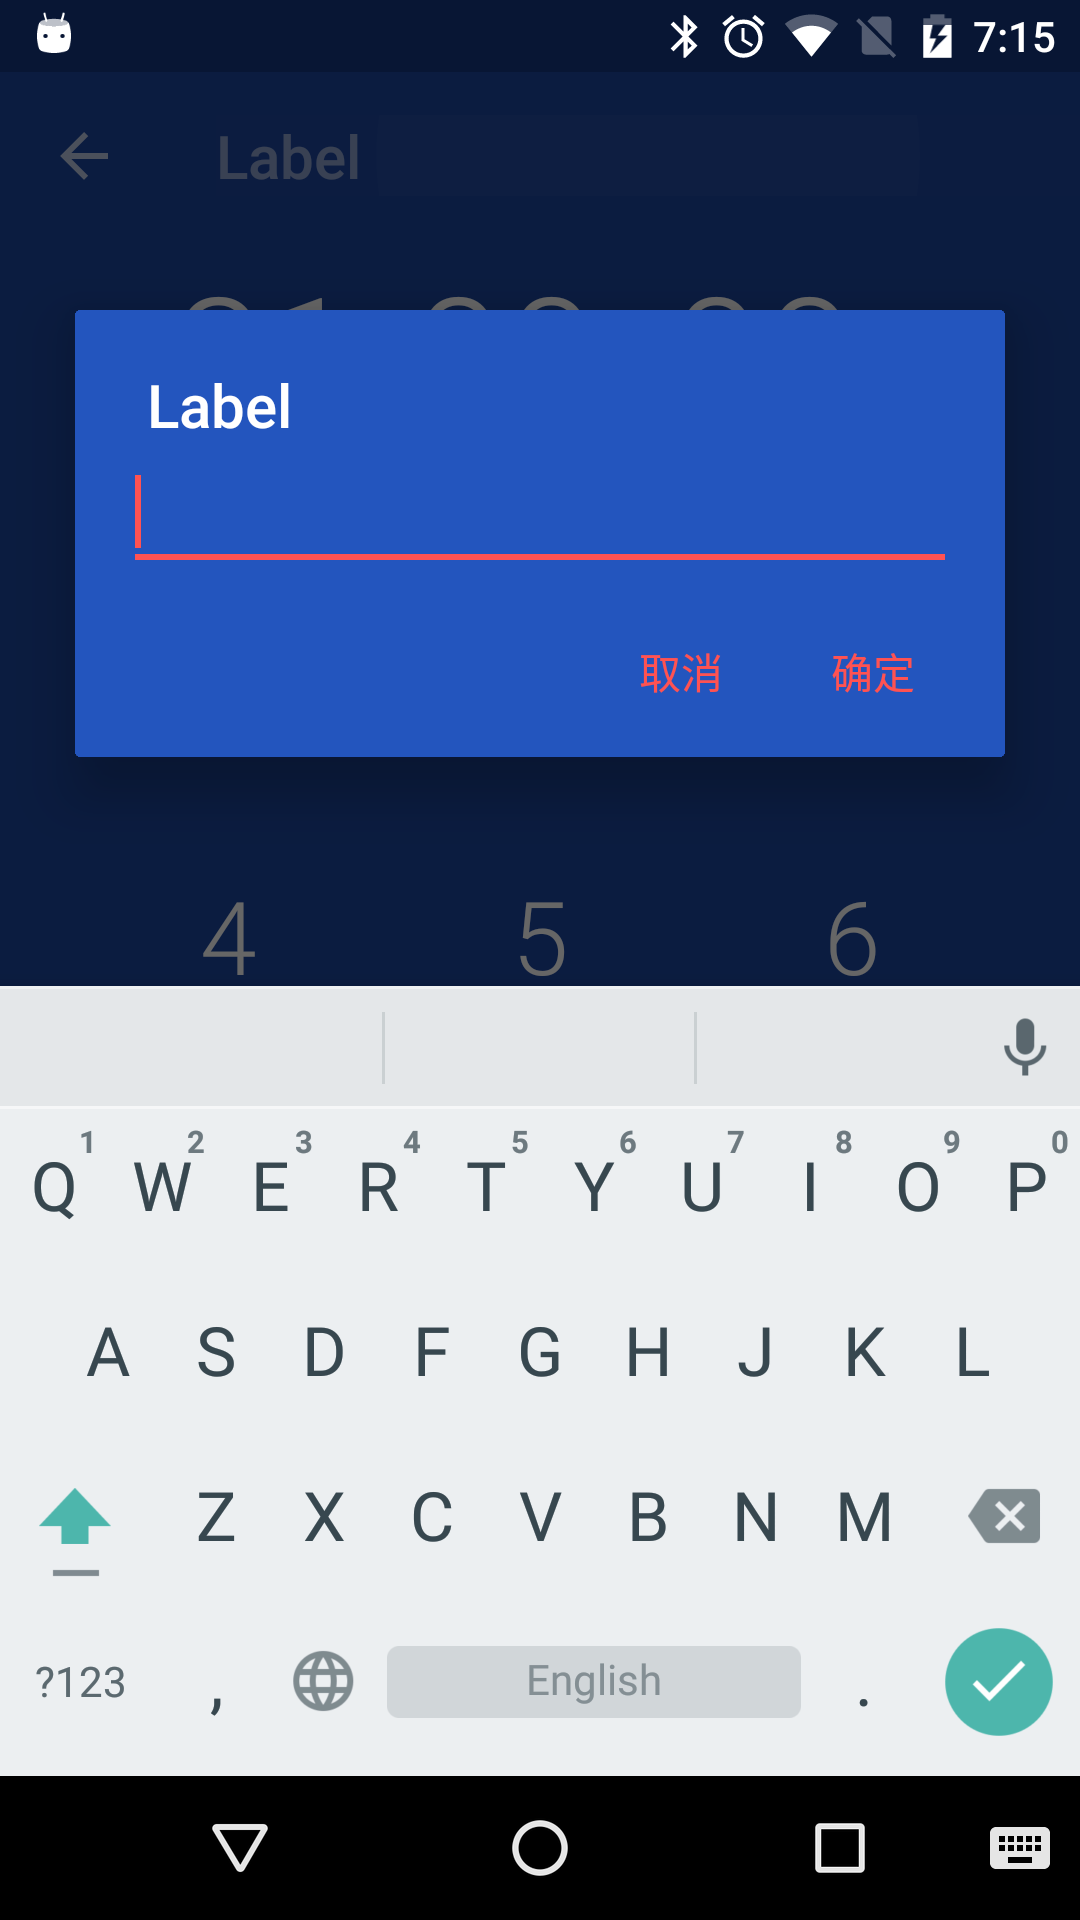 7:15
Label
Label
取消 确定
4 5 6
1 2 3 4 5 6 7 8 9 0
Q W E R T Y U I O P
A S D F G H J K L
Z X C V B N M
?123 , English .